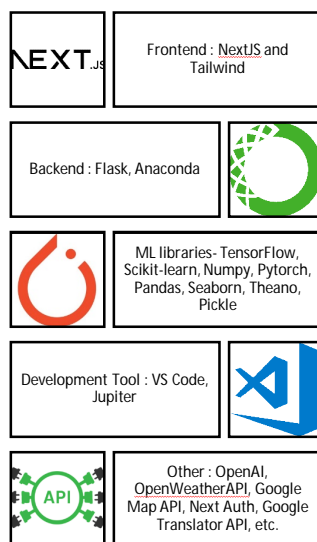 NEXT.JS
Frontend : NextJS and
Tailwind
Backend : Flask, Anaconda
ML libraries- TensorFlow,
Scikit-learn, Numpy, Pytorch,
Pandas, Seaborn, Theano,
Pickle
Development Tool : VS Code,
Jupiter
API
Other : OpenAI,
OpenWeatherAPI, Google
Map API, Next Auth, Google
Translator API, etc.